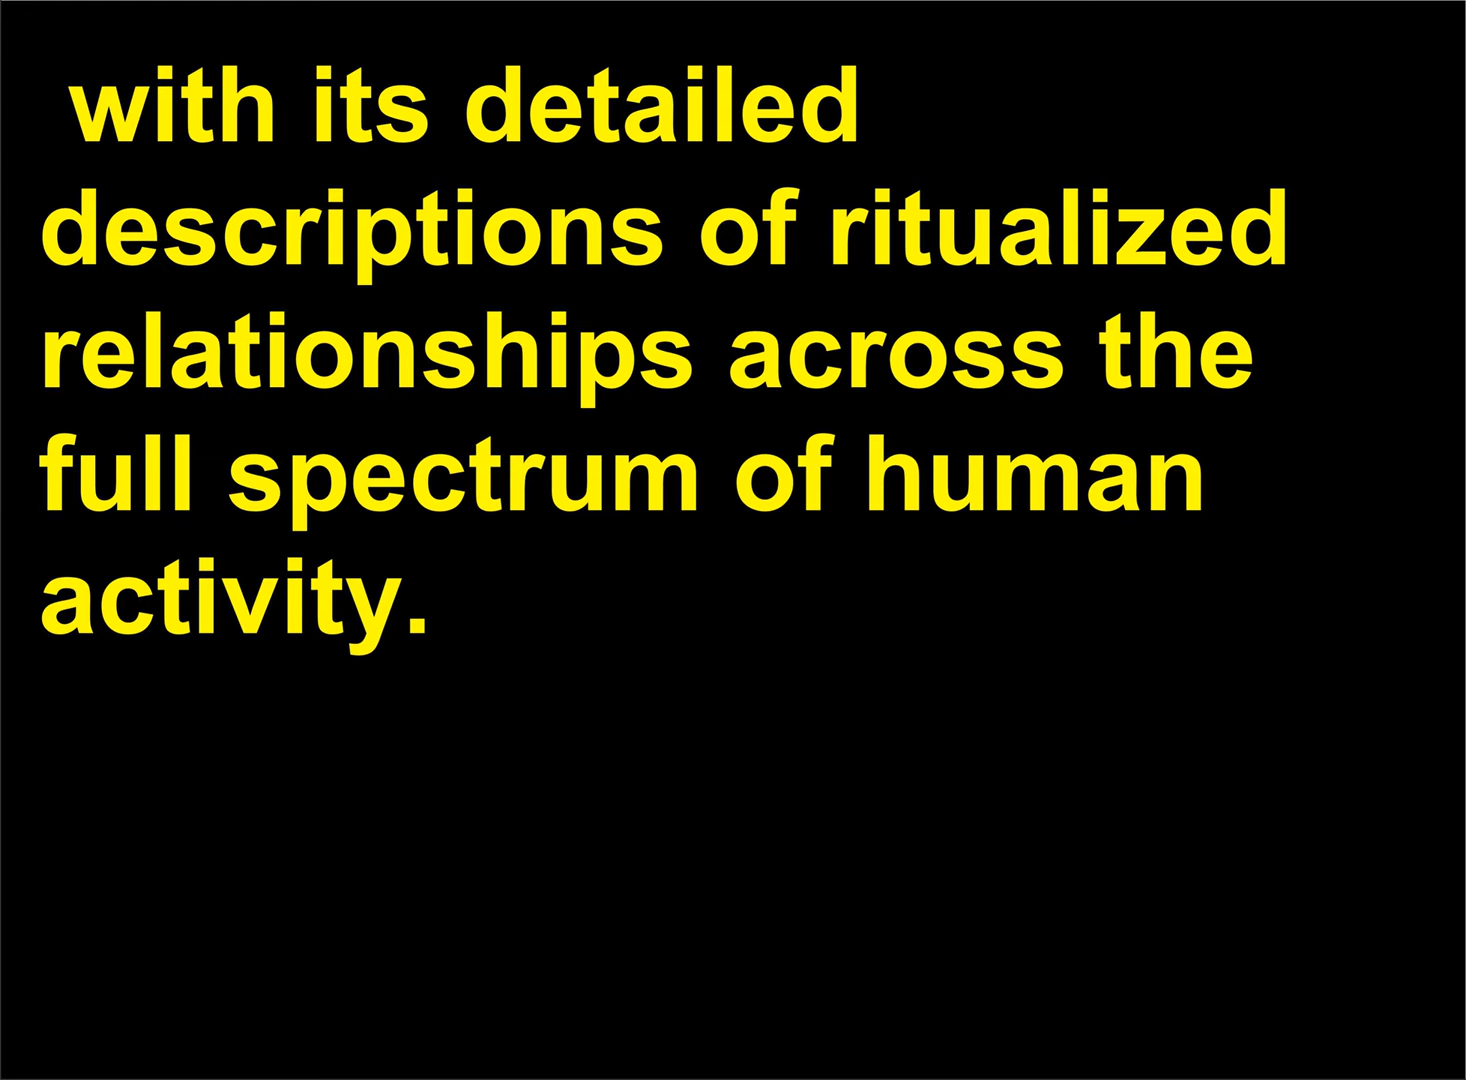 with its detailed
descriptions of ritualized
relationships across the
full spectrum of human
activity.